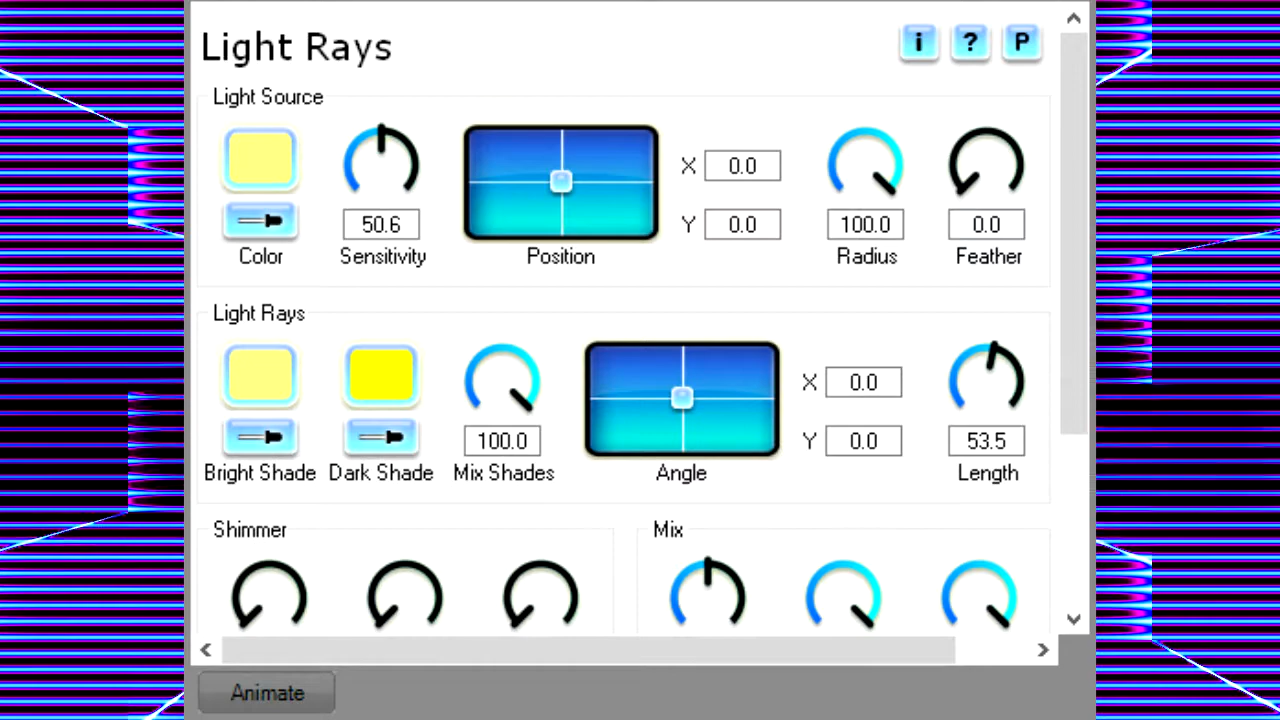 Light Rays
i ? P
Light Source
X 0.0
50.6 Y 0.0 100.0 0.0
Color Sensitivity Position Radius Feather
Light Rays
X 0.0
100.0 Y 0.0 53.5
Bright Shade Dark Shade Mix Shades Angle Length
Shimmer Mix
Animate